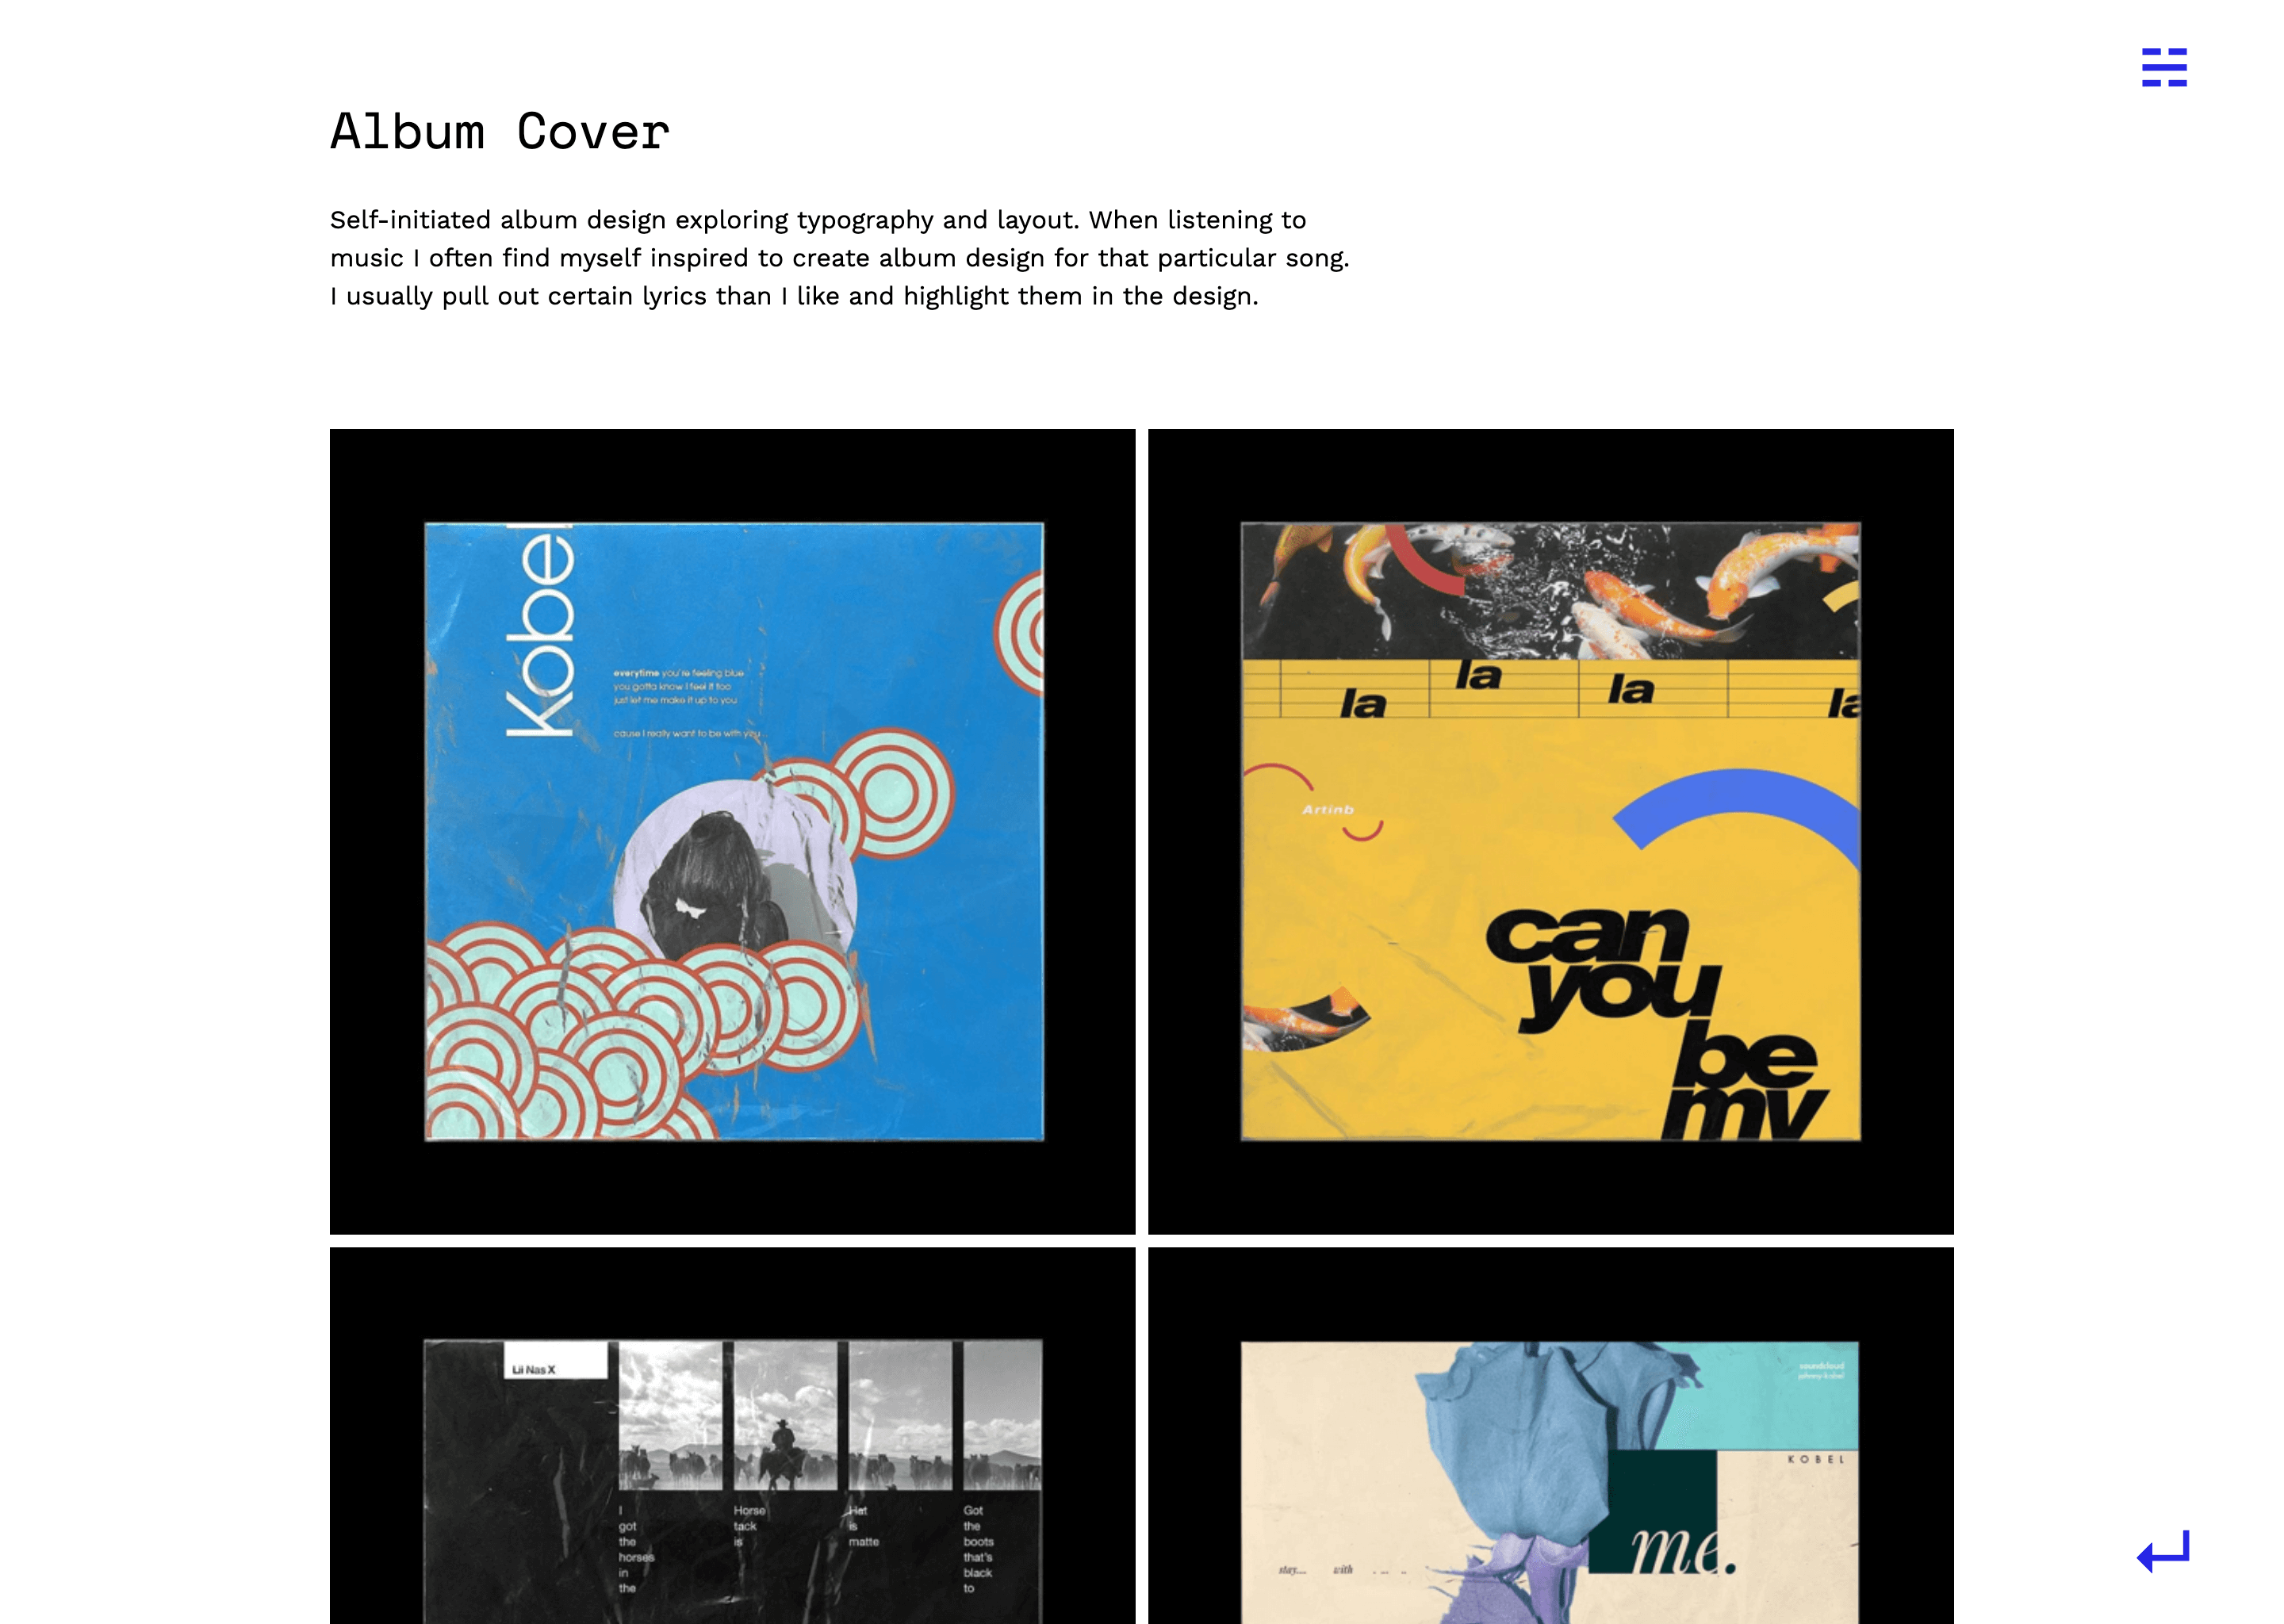 Album Cover
Self-initiated album design exploring typography and layout. When listening to
music I often find myself inspired to create album design for that particular song.
I usually pull out certain lyrics than I like and highlight them in the design.
Kobel
everytime you're feeling blue
you gotta know I feel it too
just let me make it up to you
cause I really want to be with you
la
la
la
la
Artinb
can
you
be
my
Lil Nas X
I
got
the
horses
in
the
Horse
tack
is
Hat
is
matte
Got
the
boots
that's
black
to
soundcloud
johnny kobel
KOBEL
me.
stay.... with